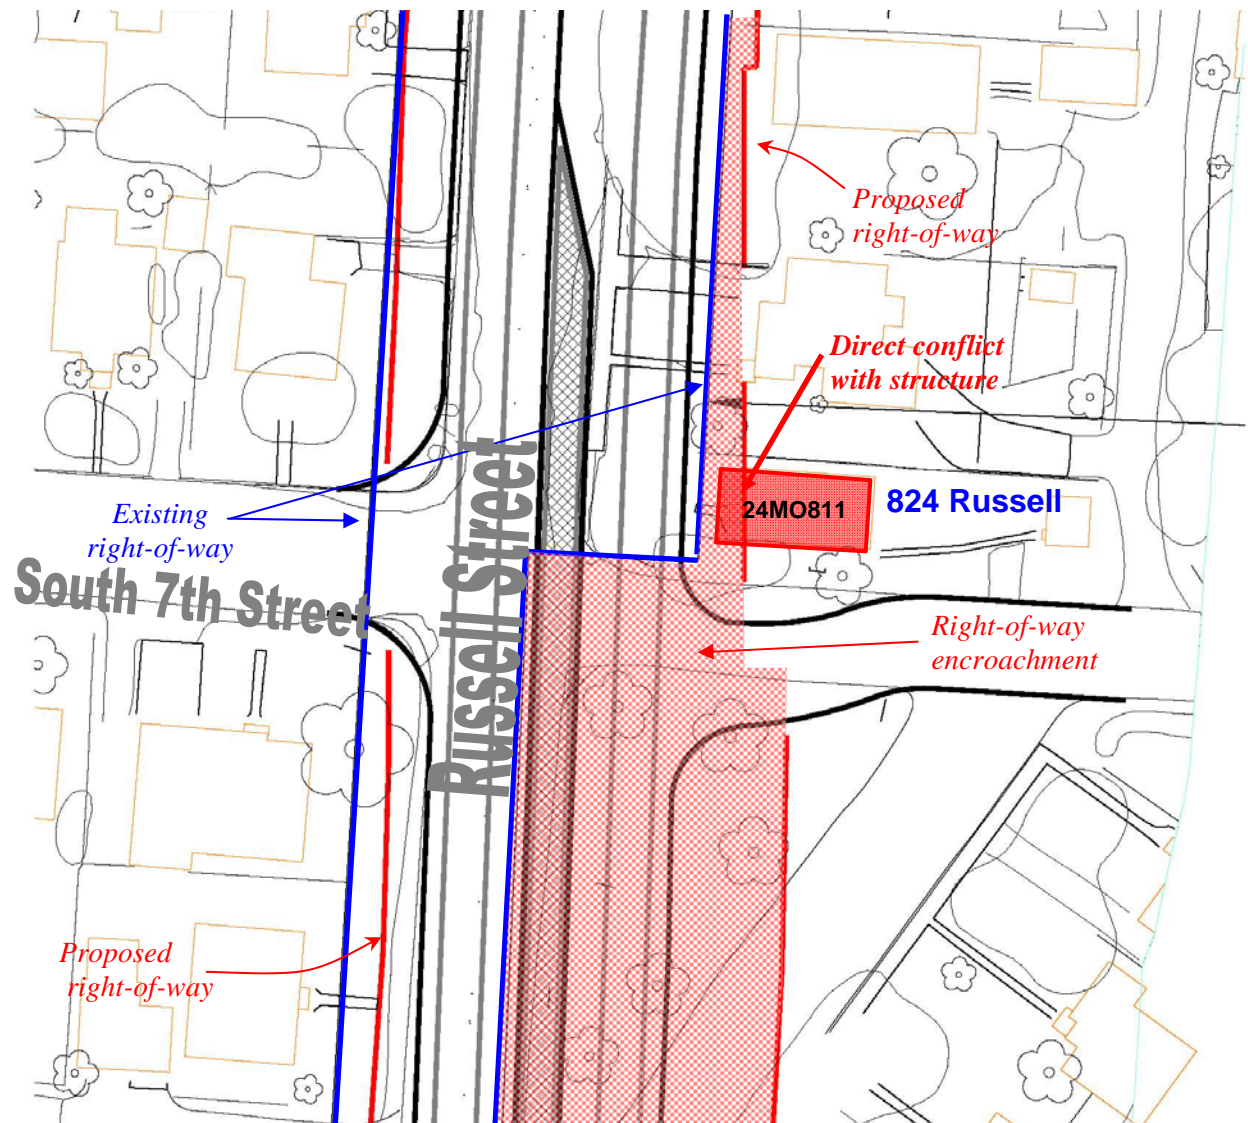 Proposed
right-of-way
Direct conflict
with structure
24MO811
824 Russell
Existing
right-of-way
South 7th Street
Russell Street
Right-of-way
encroachment
Proposed
right-of-way